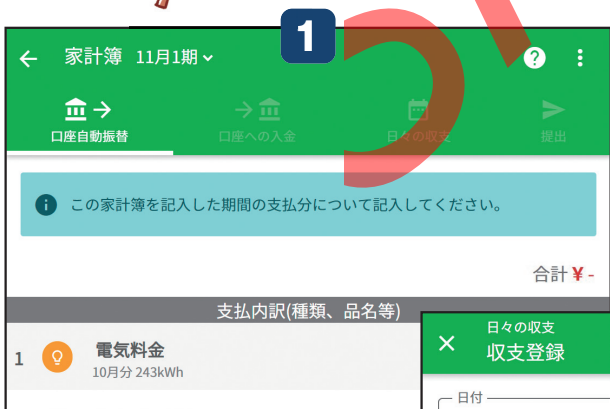 1
家計簿 11月1期
口座自動振替
口座への入金
日々の収支
提出
この家計簿を記入した期間の支払分について記入してください。
合計 ¥ -
支払内訳(種類、品名等)
1
電気料金
10月分 243kWh
日々の収支
収支登録
日付